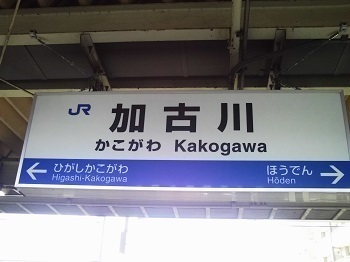 JR 加古川
かこがわ Kakogawa
ひがしかこがわ ほうでん
Higashi-Kakogawa Hōden